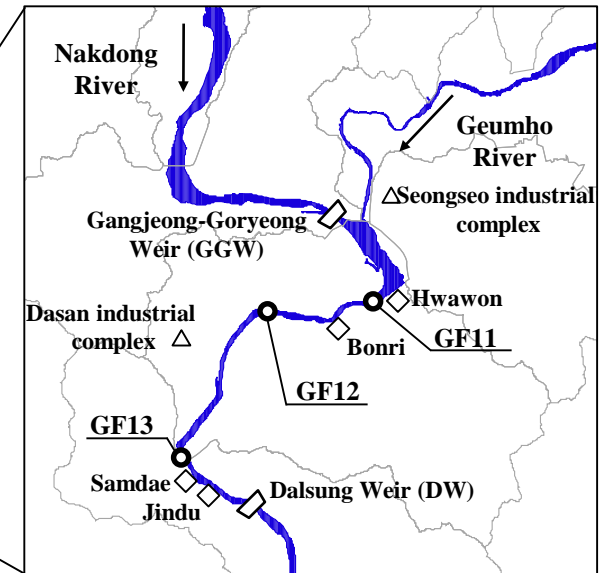 Nakdong
River
Geumho
River
Seongseo industrial
complex
Gangjeong-Goryeong
Weir (GGW)
Hwawon
Dasan industrial
complex
Bonri
GF11
GF12
GF13
Samdae
Jindu
Dalsung Weir (DW)